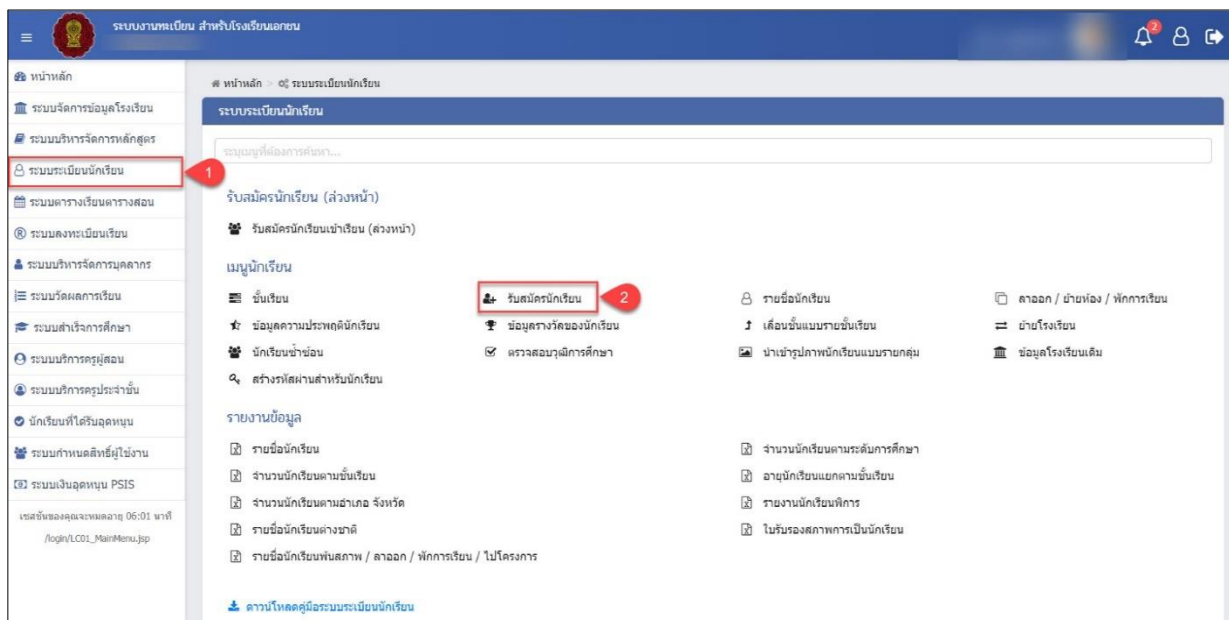 ระบบงานทะเบียน สำหรับโรงเรียนเอกชน
2
หน้าหลัก
ระบบจัดการข้อมูลโรงเรียน
ระบบบริหารจัดการหลักสูตร
ระบบระเบียนนักเรียน
1
ระบบตารางเรียนตารางสอน
ระบบลงทะเบียนเรียน
ระบบบริหารจัดการบุคลากร
ระบบวัดผลการเรียน
ระบบสำเร็จการศึกษา
ระบบบริการครูผู้สอน
ระบบบริการครูประจำชั้น
นักเรียนที่ได้รับอุดหนุน
ระบบกำหนดสิทธิ์ผู้ใช้งาน
ระบบเงินอุดหนุน PSIS
เซสชันของคุณจะหมดอายุ 06:01 นาที
/login/LC01_MainMenu.jsp
หน้าหลัก > ระบบระเบียนนักเรียน
ระบบระเบียนนักเรียน
ระบุเมนูที่ต้องการค้นหา...
รับสมัครนักเรียน (ล่วงหน้า)
รับสมัครนักเรียนเข้าเรียน (ล่วงหน้า)
เมนูนักเรียน
ชั้นเรียน รับสมัครนักเรียน 2 รายชื่อนักเรียน ลาออก / ย้ายห้อง / พักการเรียน
ข้อมูลความประพฤตินักเรียน ข้อมูลรางวัลของนักเรียน เลื่อนชั้นแบบรายชั้นเรียน ย้ายโรงเรียน
นักเรียนซ้ำซ้อน ตรวจสอบวุฒิการศึกษา นำเข้ารูปภาพนักเรียนแบบรายกลุ่ม ข้อมูลโรงเรียนเดิม
สร้างรหัสผ่านสำหรับนักเรียน
รายงานข้อมูล
รายชื่อนักเรียน จำนวนนักเรียนตามระดับการศึกษา
จำนวนนักเรียนตามชั้นเรียน อายุนักเรียนแยกตามชั้นเรียน
จำนวนนักเรียนตามอำเภอ จังหวัด รายงานนักเรียนพิการ
รายชื่อนักเรียนต่างชาติ ใบรับรองสภาพการเป็นนักเรียน
รายชื่อนักเรียนพ้นสภาพ / ลาออก / พักการเรียน / ไปโครงการ
ดาวน์โหลดคู่มือระบบระเบียนนักเรียน